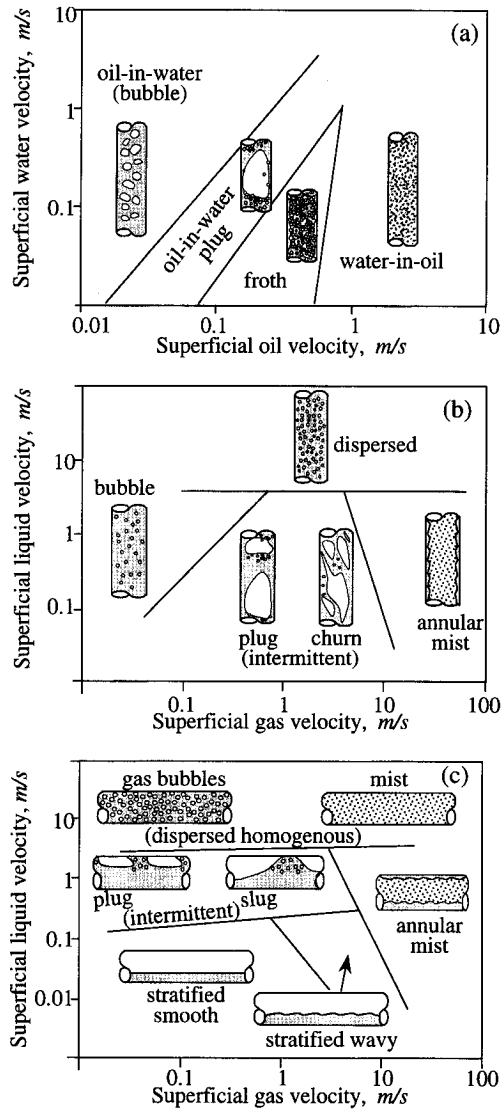 Superficial water velocity, m/s
10
1
0.1
(a)
oil-in-water
(bubble)
oil-in-water
plug
froth
water-in-oil
0.01
0.1
1
10
Superficial oil velocity, m/s
Superficial liquid velocity, m/s
10
1
0.1
(b)
dispersed
bubble
plug
churn
(intermittent)
annular
mist
0.1
1
10
100
Superficial gas velocity, m/s
Superficial liquid velocity, m/s
10
1
0.1
0.01
(c)
gas bubbles
mist
(dispersed homogenous)
plug
slug
(intermittent)
annular
mist
stratified
smooth
stratified wavy
0.1
1
10
100
Superficial gas velocity, m/s